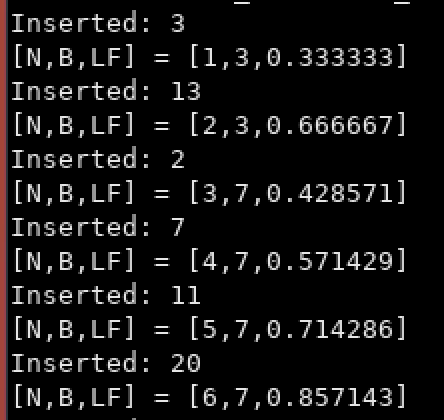 Inserted: 3
[N,B,LF] = [1,3,0.333333]
Inserted: 13
[N,B,LF] = [2,3,0.666667]
Inserted: 2
[N,B,LF] = [3,7,0.428571]
Inserted: 7
[N,B,LF] = [4,7,0.571429]
Inserted: 11
[N,B,LF] = [5,7,0.714286]
Inserted: 20
[N,B,LF] = [6,7,0.857143]